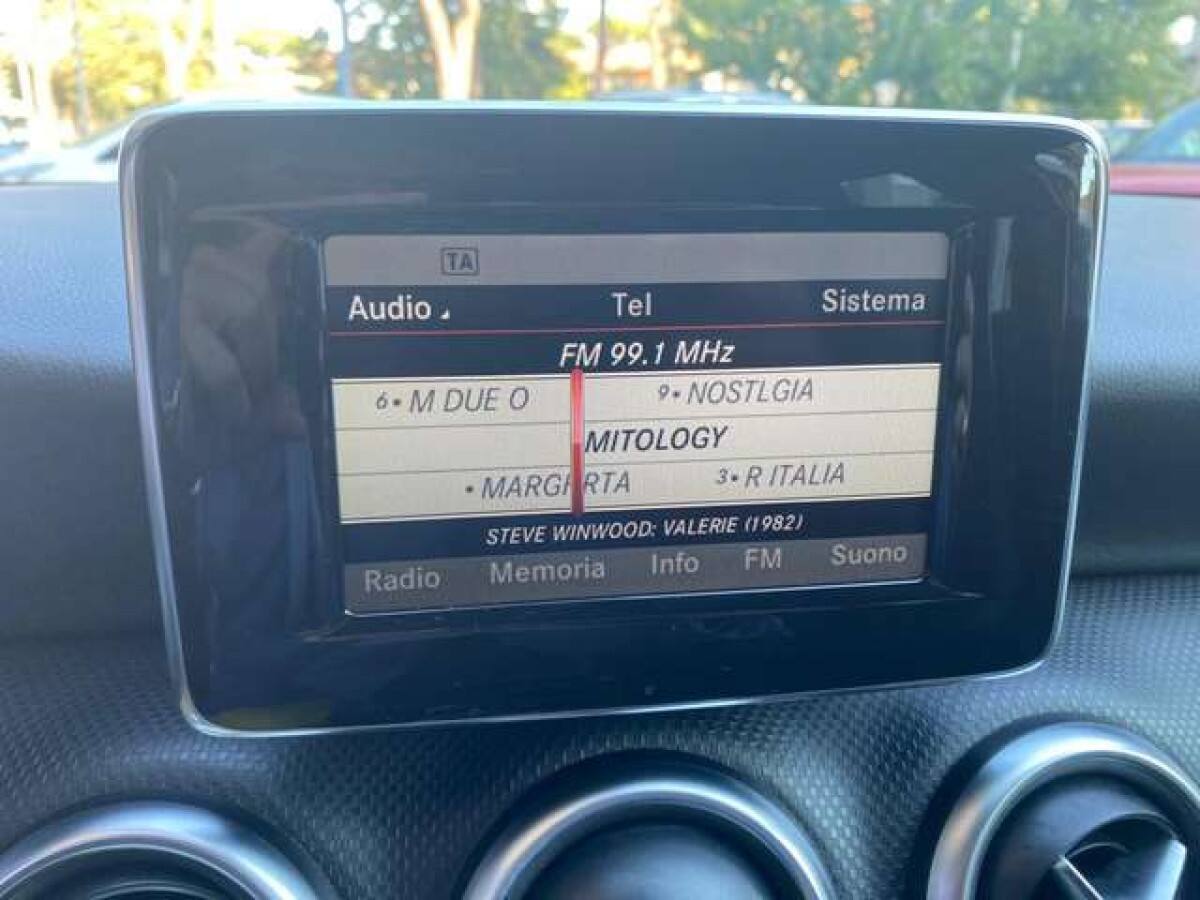 TA
Audio Tel Sistema
FM 99.1 MHz
6• M DUE O 9• NOSTLGIA
MITOLOGY
• MARGHRTA 3• R ITALIA
STEVE WINWOOD: VALERIE (1982)
Radio Memoria Info FM Suono